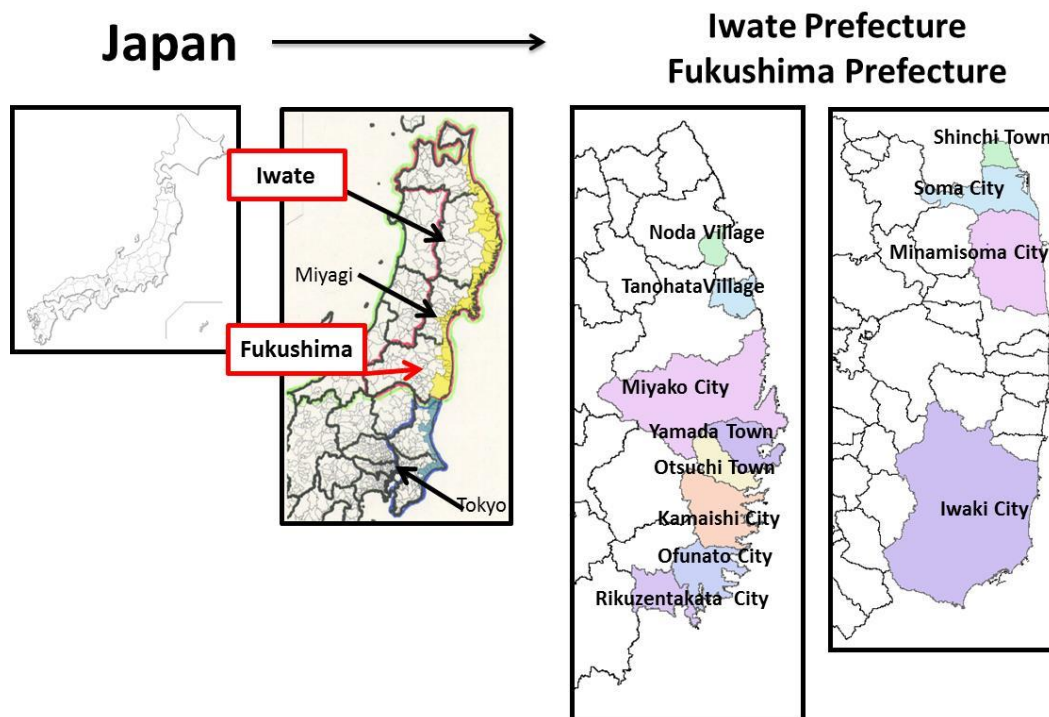 Japan
Iwate Prefecture
Fukushima Prefecture
Iwate
Miyagi
Fukushima
Tokyo
Noda Village
TanohataVillage
Miyako City
Yamada Town
Otsuchi Town
Kamaishi City
Ofunato City
Rikuzentakata City
Shinchi Town
Soma City
Minamisoma City
Iwaki City